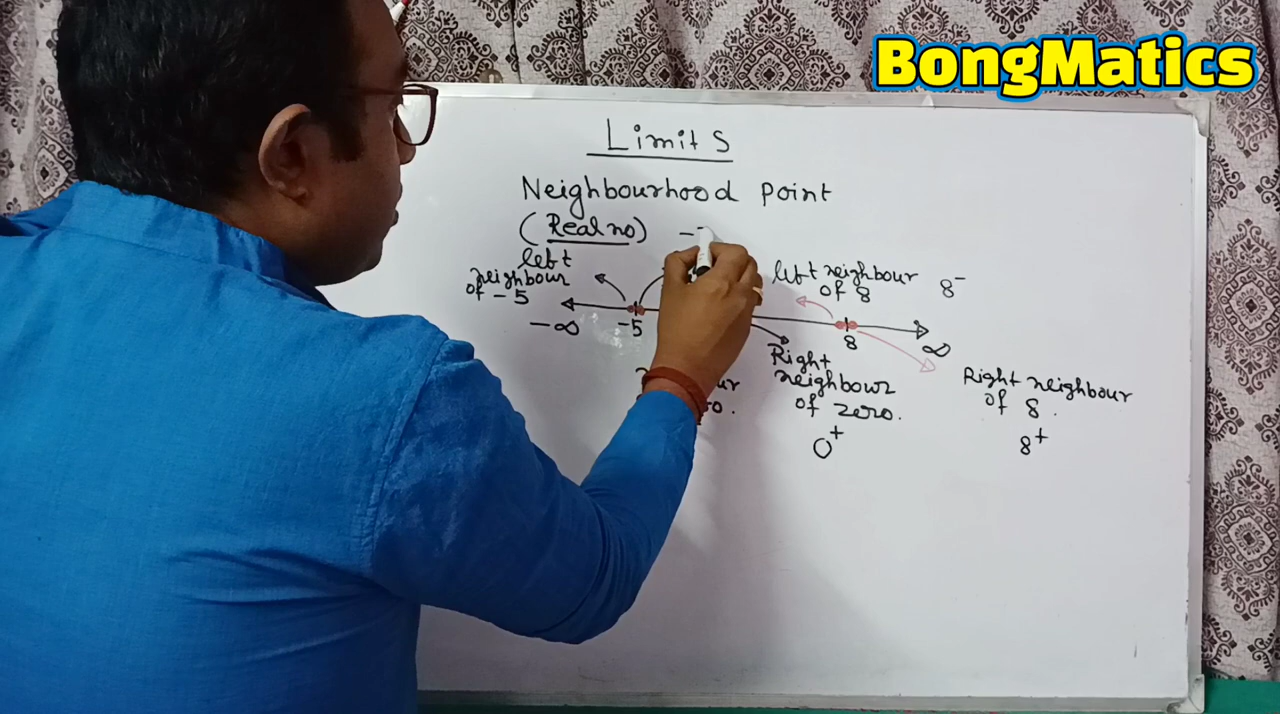 BongMatics
Limits
Neighbourhood Point
(Real no)
left
neighbour
of -5
left neighbour
of 8
8⁻
-∞
-5
8
∞
Right
neighbour
of zero.
0⁺
Right neighbour
of 8.
8⁺